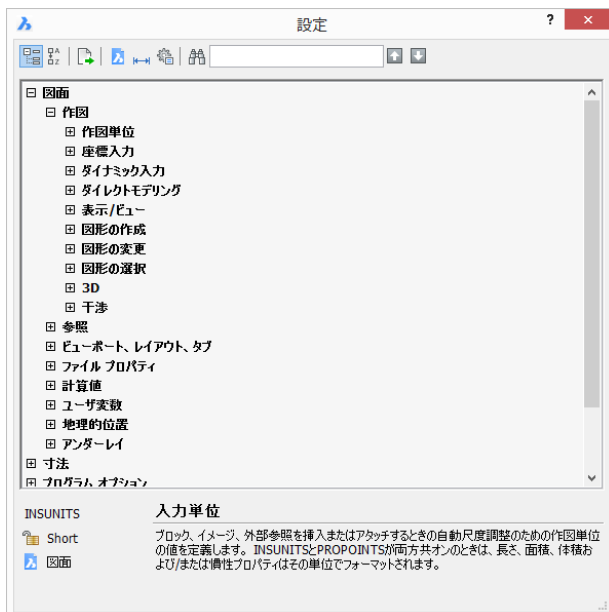 設定
?
図面
作図
作図単位
座標入力
ダイナミック入力
ダイレクトモデリング
表示/ビュー
図形の作成
図形の変更
図形の選択
3D
干渉
参照
ビューポート、レイアウト、タブ
ファイル プロパティ
計算値
ユーザ変数
地理的位置
アンダーレイ
寸法
プログラム オプション
INSUNITS
Short
図面
入力単位
ブロック、イメージ、外部参照を挿入またはアタッチするときの自動尺度調整のための作図単位
の値を定義します。INSUNITSとPROPOINTSが両方共オンのときは、長さ、面積、体積お
よび/または慣性プロパティはその単位でフォーマットされます。